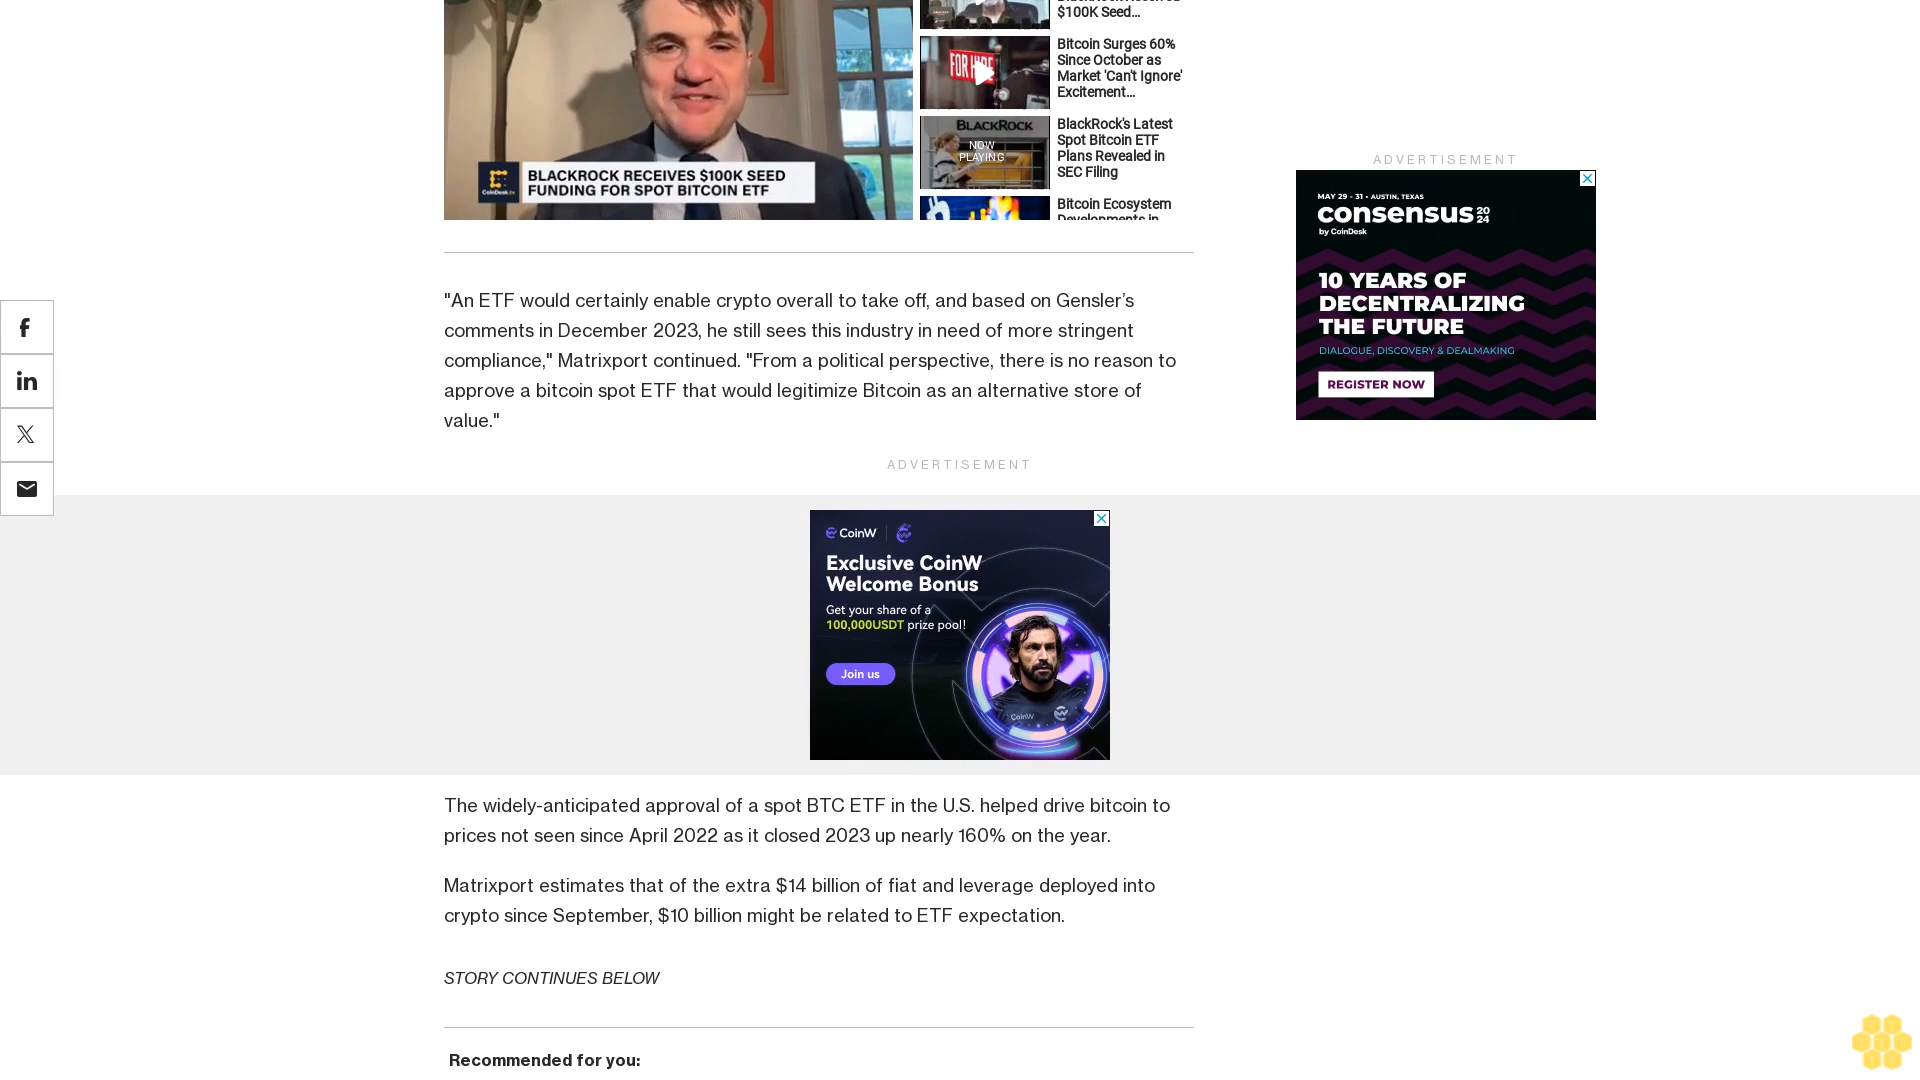 $100K Seed...
FOR HIRE
Bitcoin Surges 60%
Since October as
Market 'Can't Ignore'
Excitement...
BLACKROCK
NOW
PLAYING
BlackRock's Latest
Spot Bitcoin ETF
Plans Revealed in
SEC Filing
Bitcoin Ecosystem
Developments in
CoinDesk.tv
BLACKROCK RECEIVES $100K SEED
FUNDING FOR SPOT BITCOIN ETF
ADVERTISEMENT
MAY 29 - 31 • AUSTIN, TEXAS
consensus 2024
by CoinDesk
10 YEARS OF
DECENTRALIZING
THE FUTURE
DIALOGUE, DISCOVERY & DEALMAKING
REGISTER NOW
"An ETF would certainly enable crypto overall to take off, and based on Gensler’s
comments in December 2023, he still sees this industry in need of more stringent
compliance," Matrixport continued. "From a political perspective, there is no reason to
approve a bitcoin spot ETF that would legitimize Bitcoin as an alternative store of
value."
ADVERTISEMENT
CoinW
Exclusive CoinW
Welcome Bonus
Get your share of a
100,000USDT prize pool!
Join us
CoinW
The widely-anticipated approval of a spot BTC ETF in the U.S. helped drive bitcoin to
prices not seen since April 2022 as it closed 2023 up nearly 160% on the year.
Matrixport estimates that of the extra $14 billion of fiat and leverage deployed into
crypto since September, $10 billion might be related to ETF expectation.
STORY CONTINUES BELOW
Recommended for you: